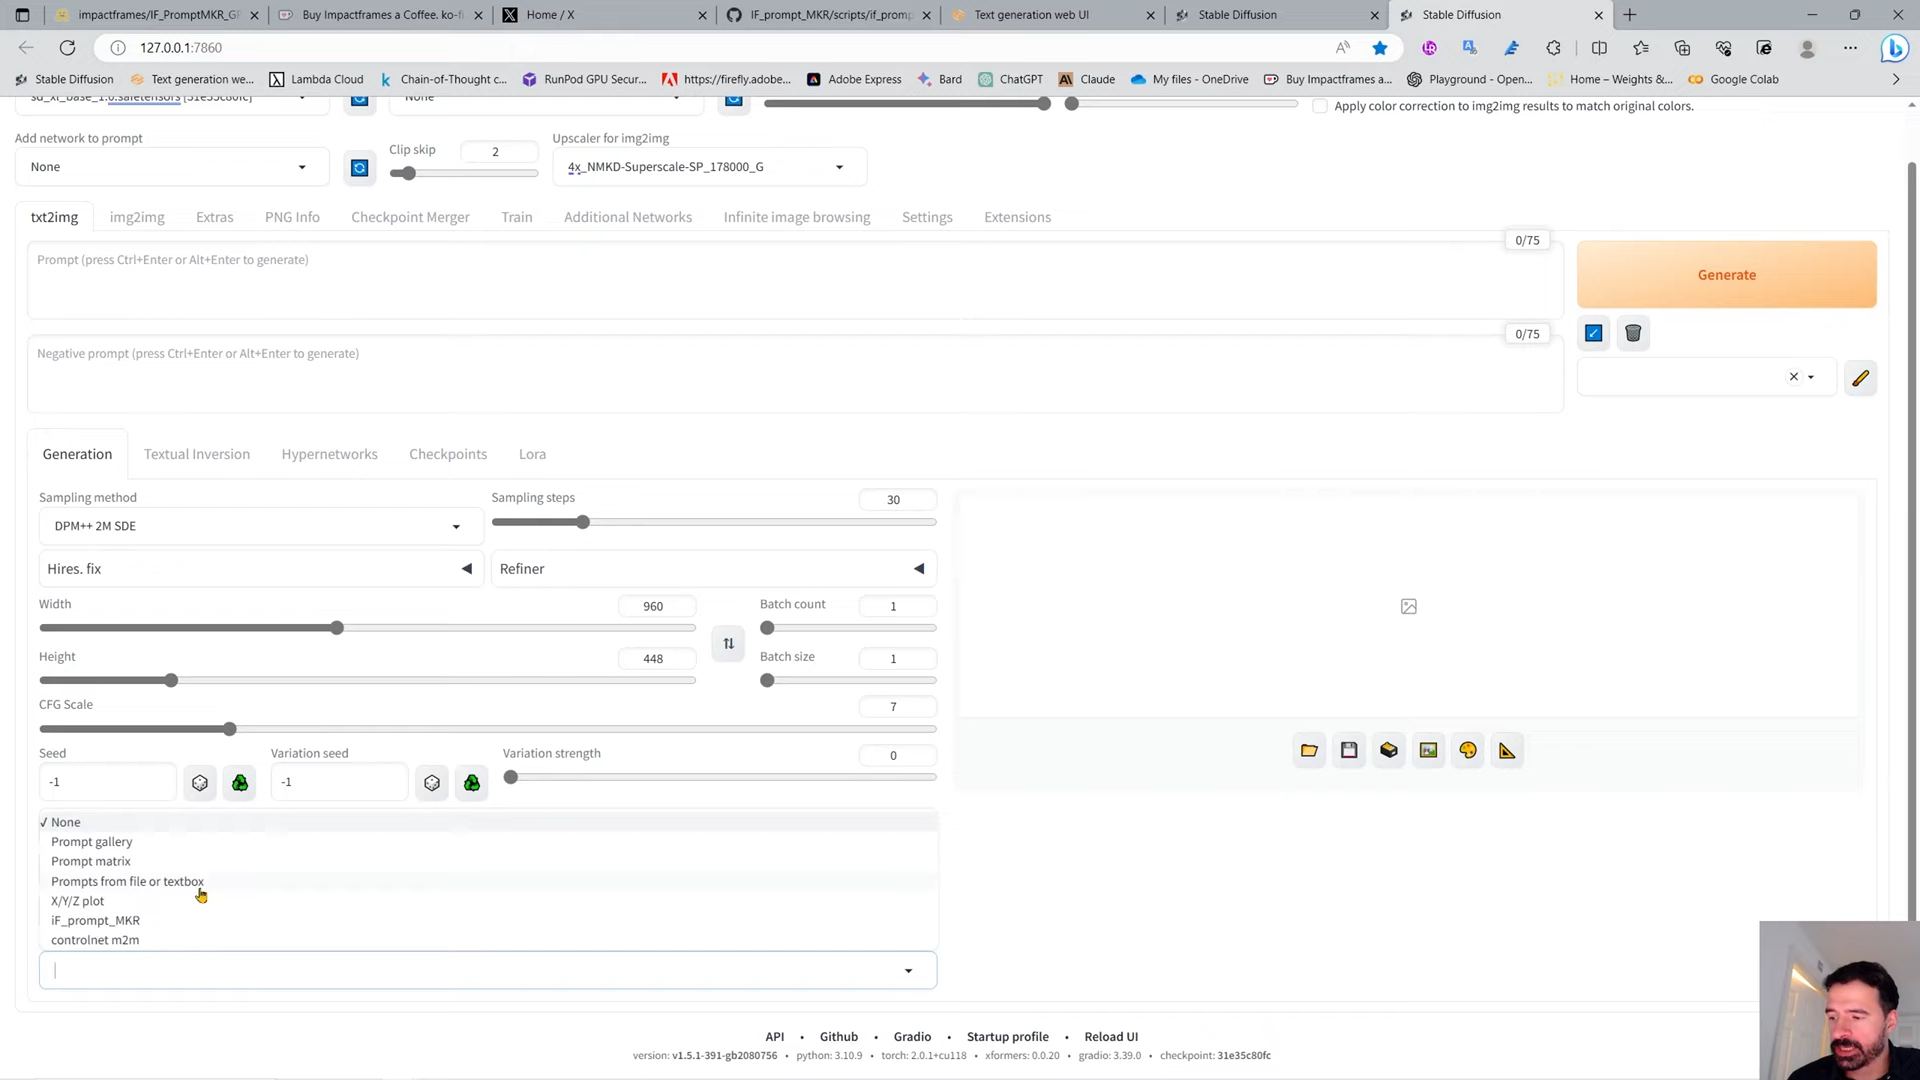 impactframes/IF_PromptMKR_GP
Buy Impactframes a Coffee. ko-fi
Home / X
IF_prompt_MKR/scripts/if_promp
Text generation web UI
Stable Diffusion
Stable Diffusion
127.0.0.1:7860
Stable Diffusion
Text generation we...
Lambda Cloud
Chain-of-Thought c...
RunPod GPU Secur...
https://firefly.adobe...
Adobe Express
Bard
ChatGPT
Claude
My files - OneDrive
Buy Impactframes a...
Playground - Open...
Home – Weights &...
Google Colab
sd_xl_base_1.0.safetensors [31e35c80fc]
None
Apply color correction to img2img results to match original colors.
Add network to prompt
Clip skip
2
Upscaler for img2img
None
4x_NMKD-Superscale-SP_178000_G
txt2img
img2img
Extras
PNG Info
Checkpoint Merger
Train
Additional Networks
Infinite image browsing
Settings
Extensions
0/75
Prompt (press Ctrl+Enter or Alt+Enter to generate)
Generate
0/75
Negative prompt (press Ctrl+Enter or Alt+Enter to generate)
Generation
Textual Inversion
Hypernetworks
Checkpoints
Lora
Sampling method
Sampling steps
30
DPM++ 2M SDE
Hires. fix
Refiner
Width
960
Batch count
1
Height
448
Batch size
1
CFG Scale
7
Seed
Variation seed
Variation strength
0
-1
-1
✓ None
Prompt gallery
Prompt matrix
Prompts from file or textbox
X/Y/Z plot
iF_prompt_MKR
controlnet m2m
API • Github • Gradio • Startup profile • Reload UI
version: v1.5.1-391-gb2080756 • python: 3.10.9 • torch: 2.0.1+cu118 • xformers: 0.0.20 • gradio: 3.39.0 • checkpoint: 31e35c80fc